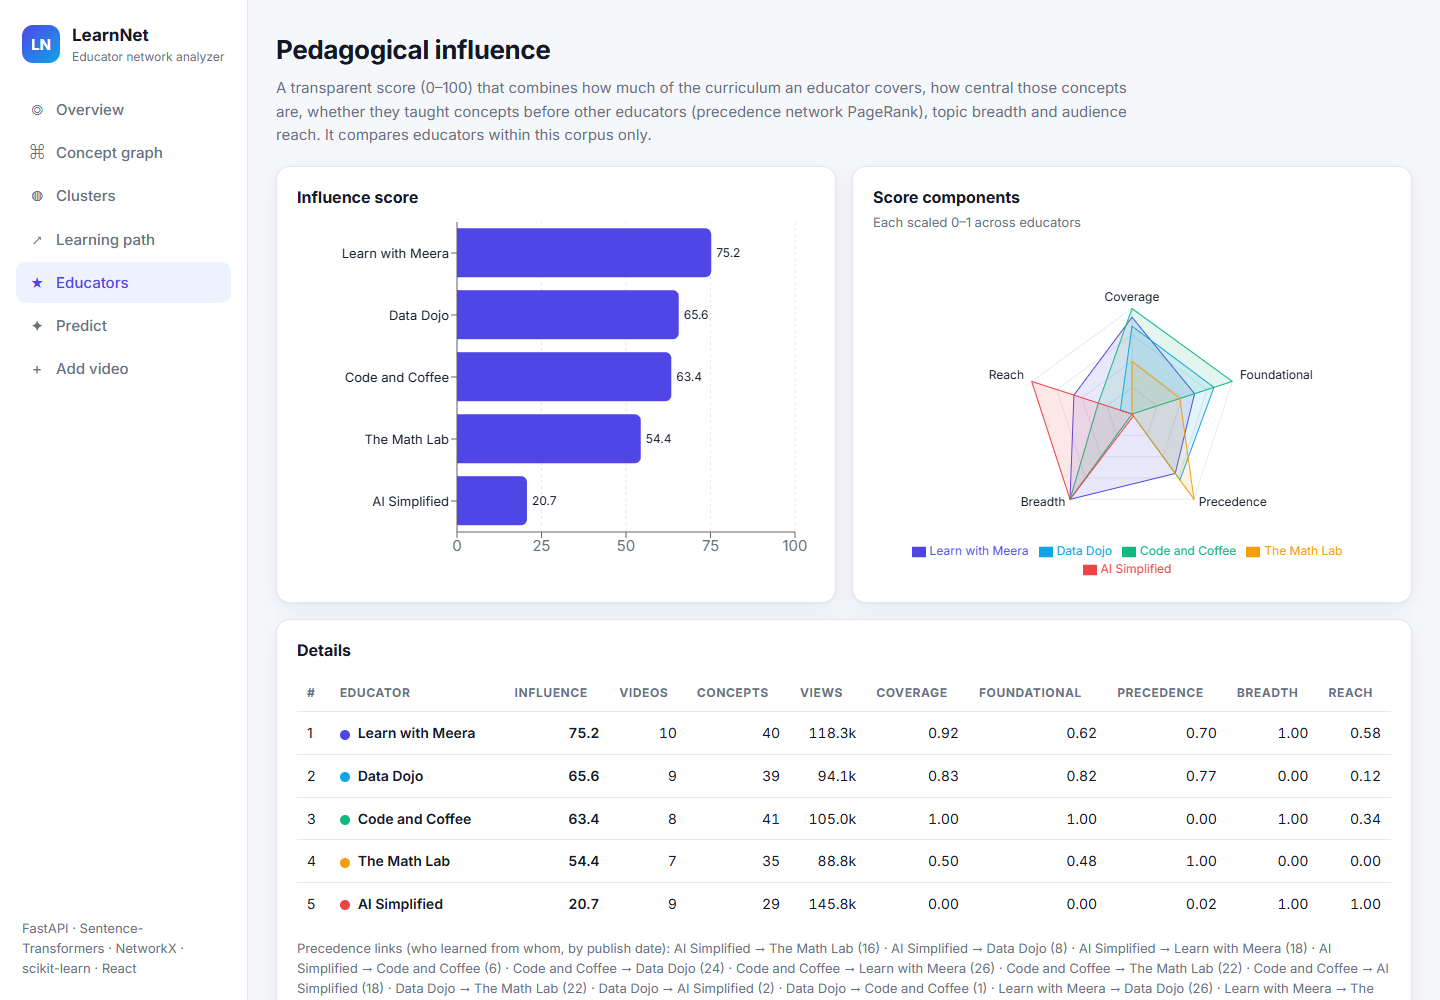 LN
LearnNet
Educator network analyzer
Overview
Concept graph
Clusters
Learning path
Educators
Predict
Add video
FastAPI · Sentence-
Transformers · NetworkX ·
scikit-learn · React
Pedagogical influence
A transparent score (0–100) that combines how much of the curriculum an educator covers, how central those concepts
are, whether they taught concepts before other educators (precedence network PageRank), topic breadth and audience
reach. It compares educators within this corpus only.
Influence score
Learn with Meera 75.2
Data Dojo 65.6
Code and Coffee 63.4
The Math Lab 54.4
AI Simplified 20.7
0 25 50 75 100
Score components
Each scaled 0–1 across educators
Coverage
Reach Foundational
Breadth Precedence
Learn with Meera Data Dojo Code and Coffee The Math Lab
AI Simplified
Details
# EDUCATOR INFLUENCE VIDEOS CONCEPTS VIEWS COVERAGE FOUNDATIONAL PRECEDENCE BREADTH REACH
1 Learn with Meera 75.2 10 40 118.3k 0.92 0.62 0.70 1.00 0.58
2 Data Dojo 65.6 9 39 94.1k 0.83 0.82 0.77 0.00 0.12
3 Code and Coffee 63.4 8 41 105.0k 1.00 1.00 0.00 1.00 0.34
4 The Math Lab 54.4 7 35 88.8k 0.50 0.48 1.00 0.00 0.00
5 AI Simplified 20.7 9 29 145.8k 0.00 0.00 0.02 1.00 1.00
Precedence links (who learned from whom, by publish date): AI Simplified → The Math Lab (16) · AI Simplified → Data Dojo (8) · AI Simplified → Learn with Meera (18) · AI
Simplified → Code and Coffee (6) · Code and Coffee → Data Dojo (24) · Code and Coffee → Learn with Meera (26) · Code and Coffee → The Math Lab (22) · Code and Coffee → AI
Simplified (18) · Data Dojo → The Math Lab (22) · Data Dojo → AI Simplified (2) · Data Dojo → Code and Coffee (1) · Learn with Meera → Data Dojo (26) · Learn with Meera → The